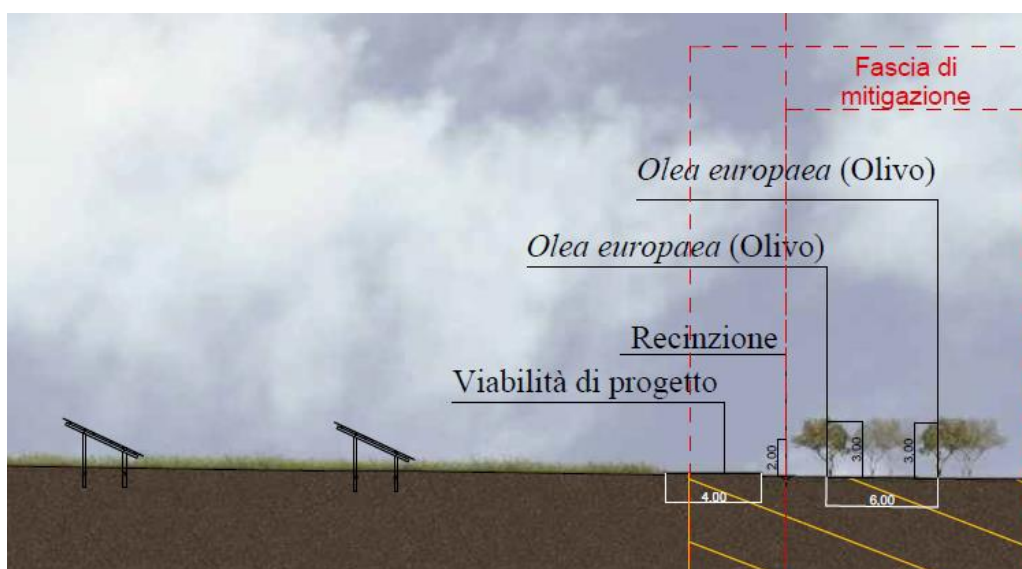 Fascia di
mitigazione
Olea europaea (Olivo)
Olea europaea (Olivo)
Recinzione
Viabilità di progetto
2,00
3,00
3,00
4,00
6,00